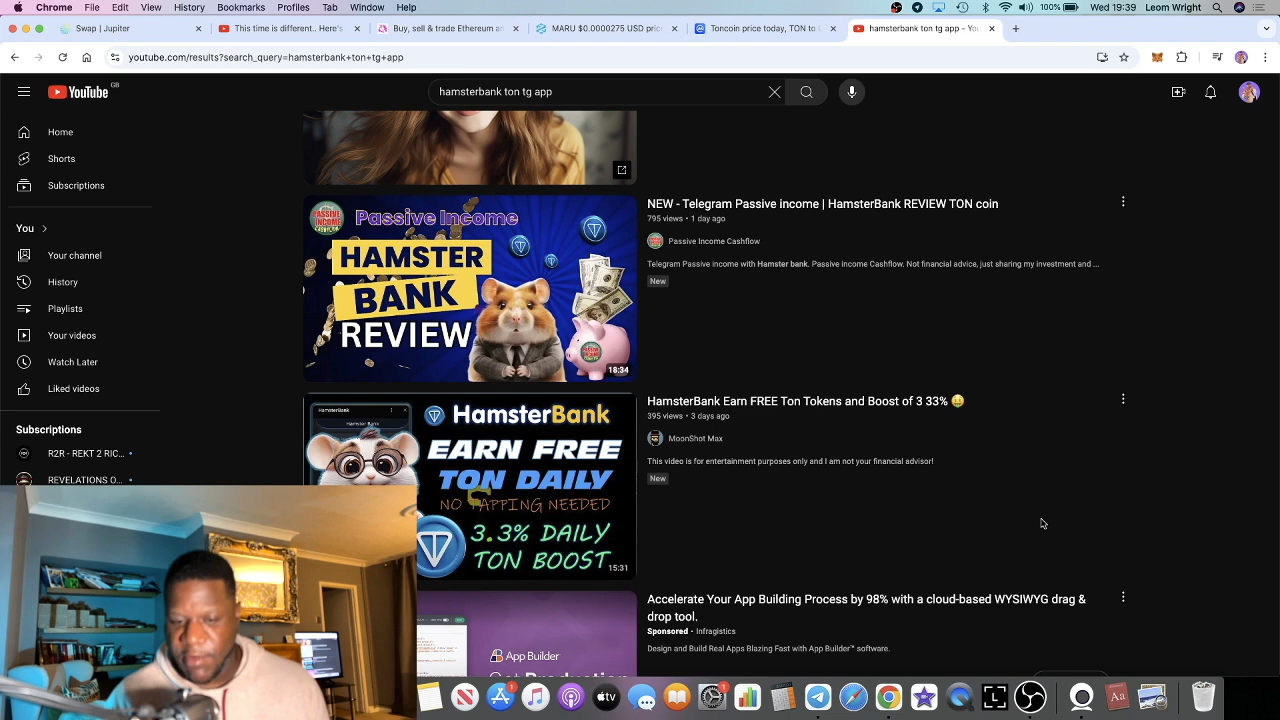 Chrome File Edit View History Bookmarks Profiles Tab Window Help
100% Wed 19:39 Leom Wright
Swap | Jupiter
This time is different.. Here's
Buy, sell & trade Ethereum
MARU $0.0000275 USD
Toncoin price today, TON to
hamsterbank ton tg app -
youtube.com/results?search_query=hamsterbank+ton+tg+app
YouTube GB
hamsterbank ton tg app
Home
Shorts
Subscriptions
You
Your channel
History
Playlists
Your videos
Watch Later
Liked videos
Subscriptions
R2R - REKT 2 RIC...
REVELATIONS O...
PASSIVE INCOME CASHFLOW
Passive Income
HAMSTER
BANK
REVIEW
18:34
NEW - Telegram Passive income | HamsterBank REVIEW TON coin
795 views • 1 day ago
Passive Income Cashflow
Telegram Passive income with Hamster bank. Passive income Cashflow. Not financial advice, just sharing my investment and ...
New
HamsterBank
Hamster Bank
HamsterBank
EARN FREE
TON DAILY
NO TAPPING NEEDED
3.3% DAILY
TON BOOST
15:31
HamsterBank Earn FREE Ton Tokens and Boost of 3 33% 🤑
395 views • 3 days ago
MoonShot Max
This video is for entertainment purposes only and I am not your financial advisor!
New
App Builder
Accelerate Your App Building Process by 98% with a cloud-based WYSIWYG drag &
drop tool.
Sponsored · Infragistics
Design and Build Real Apps Blazing Fast with App Builder™ software.